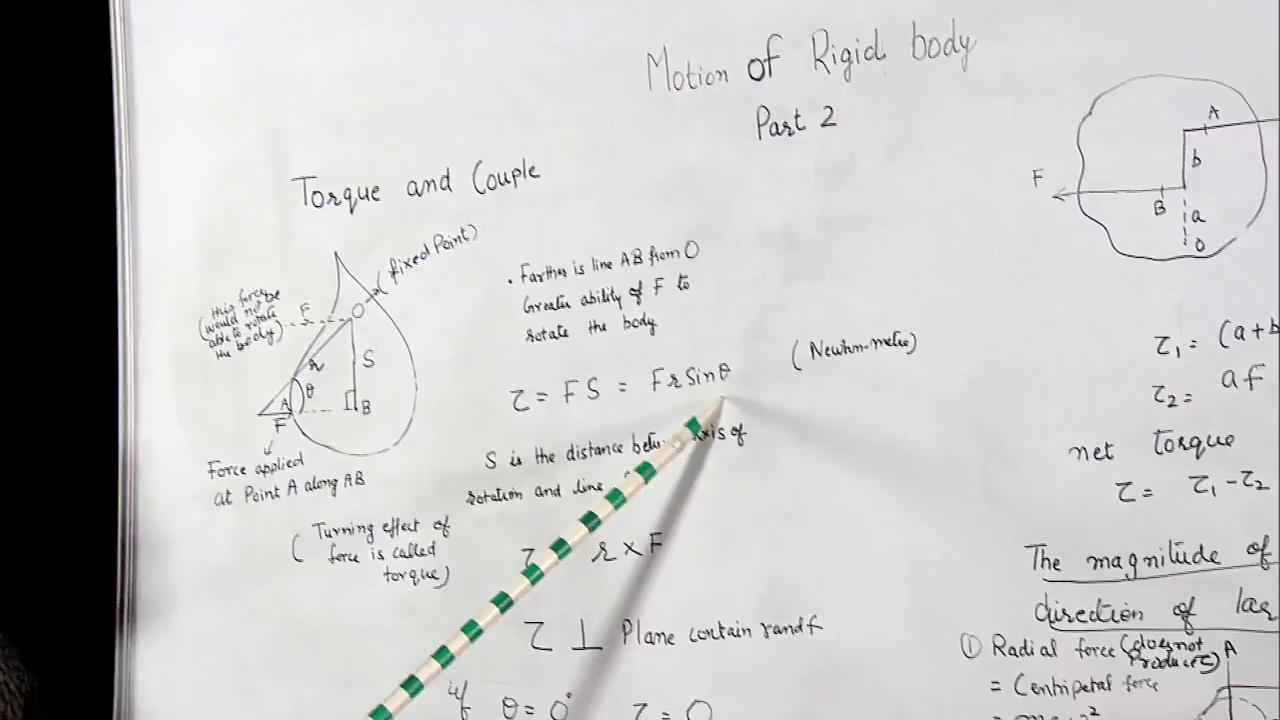 Motion of Rigid body
Part 2
Torque and Couple
(fixed Point)
(this force
would not be
able to rotate
the body)
F
O
r
S
θ
A
B
F
Force applied
at Point A along AB
(Turning effect of
force is called
torque)
. Farther is line AB from O
Greater ability of F to
rotate the body
τ = FS = Fr Sinθ
(Newton-metre)
S is the distance axis of
rotation and line
τ r × F
τ ⊥ Plane contain r and F
if θ = 0° τ = 0
A
b
F
B
a
O
τ1 = (a+b
τ2 = aF
net torque
τ = τ1 - τ2
The magnitude of
direction of
① Radial force (does not
Produce τ)
A
= Centripetal force